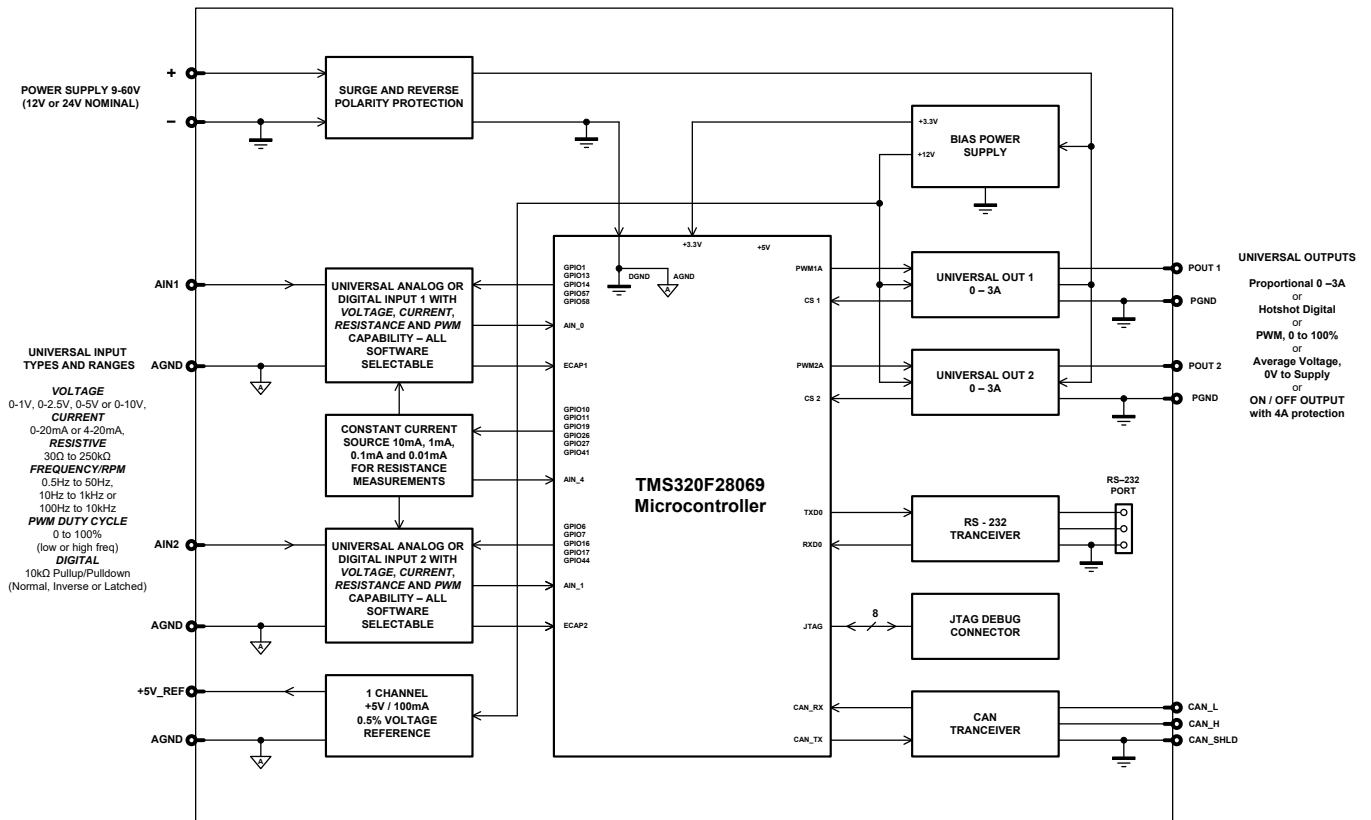 +
POWER SUPPLY 9-60V
(12V or 24V NOMINAL)
–
SURGE AND REVERSE
POLARITY PROTECTION
+3.3V
+12V
BIAS POWER
SUPPLY
AIN1
AGND
UNIVERSAL INPUT
TYPES AND RANGES
VOLTAGE
0-1V, 0-2.5V, 0-5V or 0-10V,
CURRENT
0-20mA or 4-20mA,
RESISTIVE
30Ω to 250kΩ
FREQUENCY/RPM
0.5Hz to 50Hz,
10Hz to 1kHz or
100Hz to 10kHz
PWM DUTY CYCLE
0 to 100%
(low or high freq)
DIGITAL
10kΩ Pullup/Pulldown
(Normal, Inverse or Latched)
AIN2
AGND
+5V_REF
AGND
UNIVERSAL ANALOG OR
DIGITAL INPUT 1 WITH
VOLTAGE, CURRENT,
RESISTANCE AND PWM
CAPABILITY – ALL
SOFTWARE
SELECTABLE
A
CONSTANT CURRENT
SOURCE 10mA, 1mA,
0.1mA and 0.01mA
FOR RESISTANCE
MEASUREMENTS
UNIVERSAL ANALOG OR
DIGITAL INPUT 2 WITH
VOLTAGE, CURRENT,
RESISTANCE AND PWM
CAPABILITY – ALL
SOFTWARE
SELECTABLE
A
1 CHANNEL
+5V / 100mA
0.5% VOLTAGE
REFERENCE
A
+3.3V
+5V
GPIO1
GPIO13
GPIO14
GPIO57
GPIO58
DGND
AGND
A
AIN_0
ECAP1
GPIO10
GPIO11
GPIO19
GPIO26
GPIO27
GPIO41
AIN_4
GPIO6
GPIO7
GPIO16
GPIO17
GPIO44
AIN_1
ECAP2
TMS320F28069
Microcontroller
PWM1A
CS 1
PWM2A
CS 2
TXD0
RXD0
JTAG
CAN_RX
CAN_TX
UNIVERSAL OUT 1
0 – 3A
UNIVERSAL OUT 2
0 – 3A
RS - 232
TRANCEIVER
RS–232
PORT
8
JTAG DEBUG
CONNECTOR
CAN
TRANCEIVER
POUT 1
PGND
POUT 2
PGND
CAN_L
CAN_H
CAN_SHLD
UNIVERSAL OUTPUTS
Proportional 0 –3A
or
Hotshot Digital
or
PWM, 0 to 100%
or
Average Voltage,
0V to Supply
or
ON / OFF OUTPUT
with 4A protection